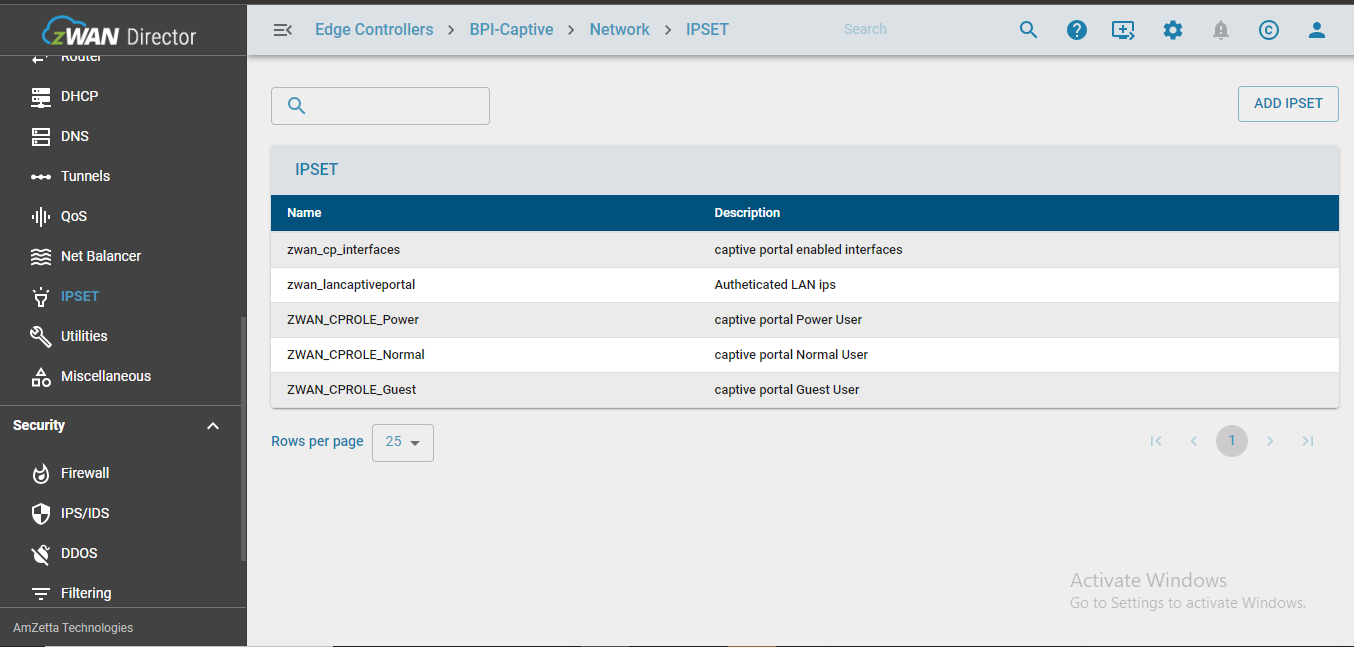 zWAN Director
Edge Controllers > BPI-Captive > Network > IPSET
Search
Router
DHCP
DNS
Tunnels
QoS
Net Balancer
IPSET
Utilities
Miscellaneous
Security
Firewall
IPS/IDS
DDOS
Filtering
AmZetta Technologies
ADD IPSET
IPSET
Name Description
zwan_cp_interfaces captive portal enabled interfaces
zwan_lancaptiveportal Autheticated LAN ips
ZWAN_CPROLE_Power captive portal Power User
ZWAN_CPROLE_Normal captive portal Normal User
ZWAN_CPROLE_Guest captive portal Guest User
Rows per page 25
1
Activate Windows
Go to Settings to activate Windows.